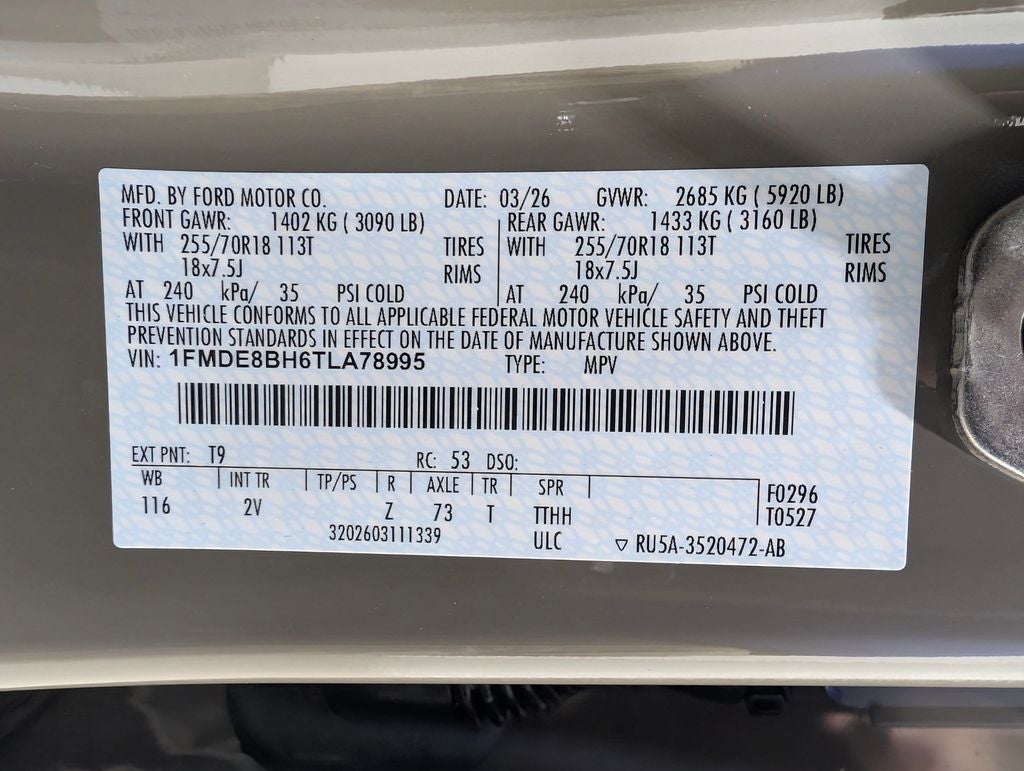 MFD. BY FORD MOTOR CO. DATE: 03/26 GVWR: 2685 KG ( 5920 LB)
FRONT GAWR: 1402 KG ( 3090 LB) REAR GAWR: 1433 KG ( 3160 LB)
WITH 255/70R18 113T TIRES WITH 255/70R18 113T TIRES
18x7.5J RIMS 18x7.5J RIMS
AT 240 kPa/ 35 PSI COLD AT 240 kPa/ 35 PSI COLD
THIS VEHICLE CONFORMS TO ALL APPLICABLE FEDERAL MOTOR VEHICLE SAFETY AND THEFT
PREVENTION STANDARDS IN EFFECT ON THE DATE OF MANUFACTURE SHOWN ABOVE.
VIN: 1FMDE8BH6TLA78995 TYPE: MPV
EXT PNT: T9 RC: 53 DSO:
WB INT TR TP/PS R AXLE TR SPR F0296
116 2V Z 73 T TTHH T0527
3202603111339 ULC ▽ RU5A-3520472-AB